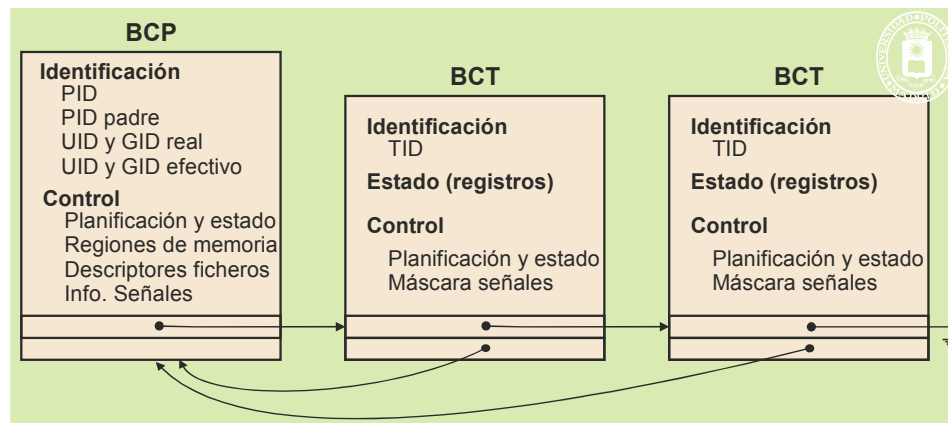 BCP
Identificación
PID
PID padre
UID y GID real
UID y GID efectivo
Control
Planificación y estado
Regiones de memoria
Descriptores ficheros
Info. Señales
BCT
Identificación
TID
Estado (registros)
Control
Planificación y estado
Máscara señales
BCT
Identificación
TID
Estado (registros)
Control
Planificación y estado
Máscara señales